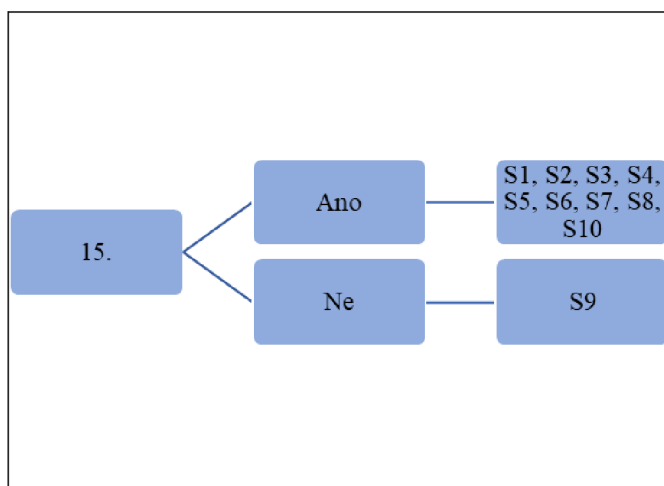 15.
Ano
S1, S2, S3, S4,
S5, S6, S7, S8,
S10
Ne
S9